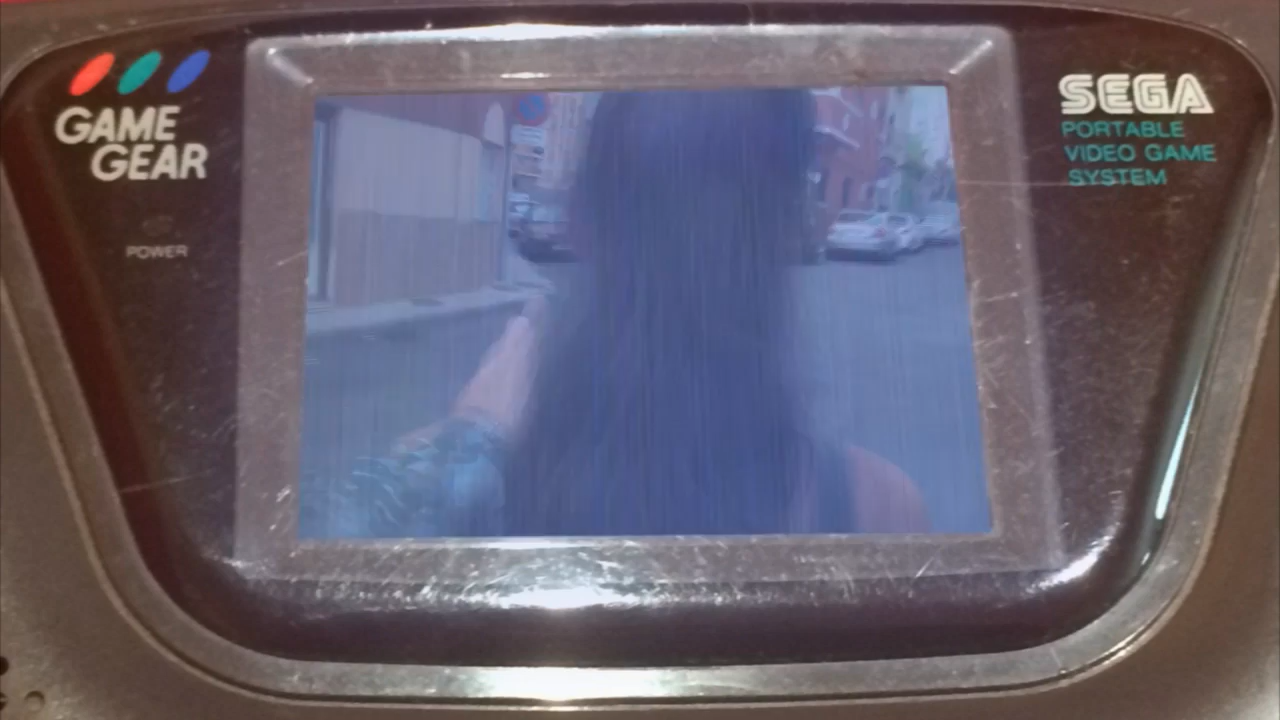 GAME
GEAR
POWER
SEGA
PORTABLE
VIDEO GAME
SYSTEM